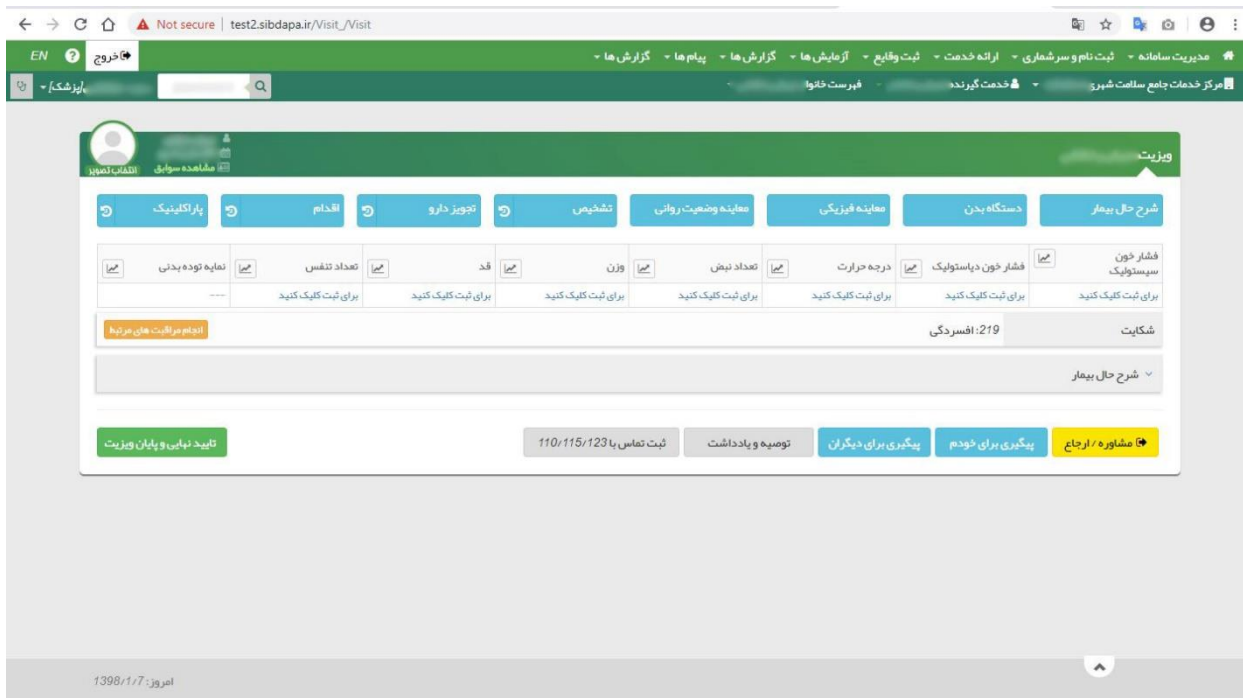 Not secure | test2.sibdapa.ir/Visit_/Visit
مدیریت سامانه ثبت نام و سرشماری ارائه خدمت ثبت وقایع آزمایش ها گزارش ها پیام ها گزارش ها خروج ? EN
مرکز خدمات جامع سلامت شهری خدمت گیرنده فهرست خانوا [پزشک]
ویزیت
مشاهده سوابق
انتخاب تصویر
شرح حال بیمار دستگاه بدن معاینه فیزیکی معاینه وضعیت روانی تشخیص تجویز دارو اقدام پاراکلینیک
فشار خون سیستولیک فشار خون دیاستولیک درجه حرارت تعداد نبض وزن قد تعداد تنفس نمایه توده بدنی
برای ثبت کلیک کنید برای ثبت کلیک کنید برای ثبت کلیک کنید برای ثبت کلیک کنید برای ثبت کلیک کنید برای ثبت کلیک کنید برای ثبت کلیک کنید ----
شکایت 219: افسردگی انجام مراقبت های مرتبط
شرح حال بیمار
مشاوره / ارجاع پیگیری برای خودم پیگیری برای دیگران توصیه و یادداشت ثبت تماس با 110/115/123 تایید نهایی و پایان ویزیت
امروز: 1398/1/7